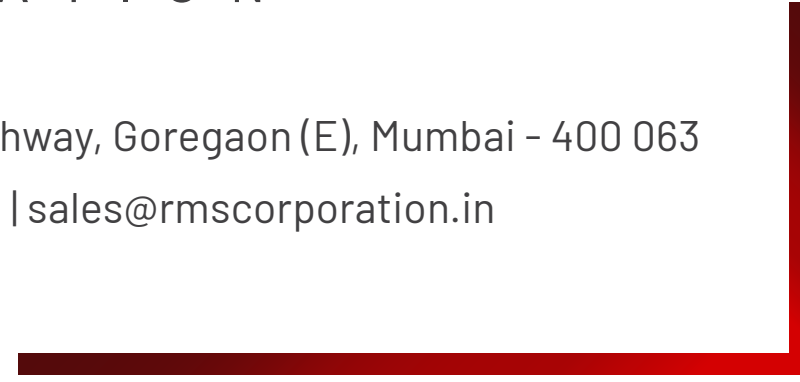 hway, Goregaon (E), Mumbai - 400 063
| sales@rmscorporation.in